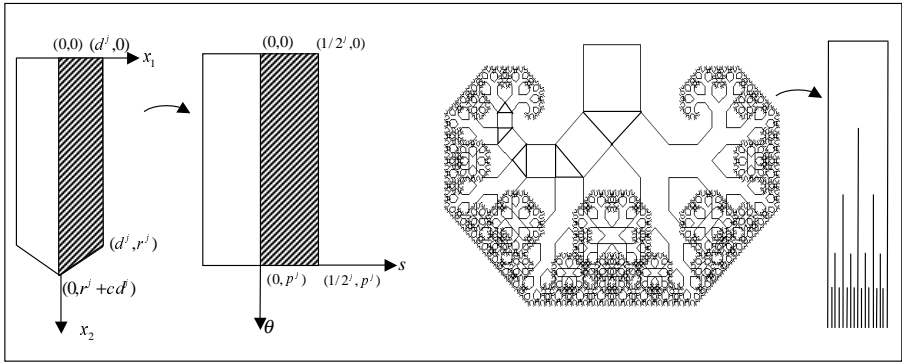 (0,0) (d^j,0)
x_1
(d^j, r^j)
(0,r^j+cd^j)
x_2
(0,0) (1/2^j,0)
s
(0, p^j) (1/2^j, p^j)
θ